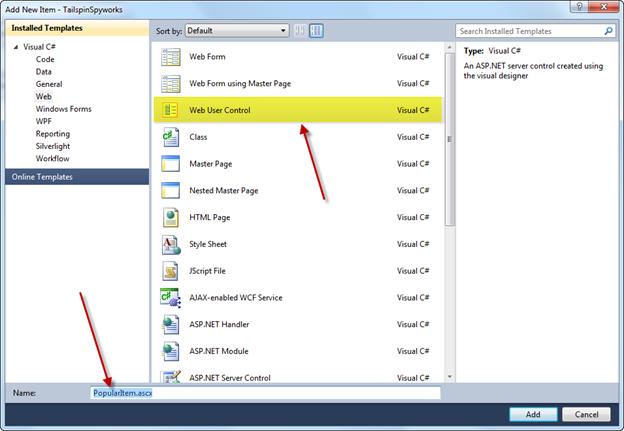 Add New Item - TailspinSpyworks
Installed Templates
Visual C#
Code
Data
General
Web
Windows Forms
WPF
Reporting
Silverlight
Workflow
Online Templates
Sort by: Default
Web Form Visual C#
Web Form using Master Page Visual C#
Web User Control Visual C#
Class Visual C#
Master Page Visual C#
Nested Master Page Visual C#
HTML Page Visual C#
Style Sheet Visual C#
JScript File Visual C#
AJAX-enabled WCF Service Visual C#
ASP.NET Handler Visual C#
ASP.NET Module Visual C#
ASP.NET Server Control Visual C#
Search Installed Templates
Type: Visual C#
An ASP.NET server control created using
the visual designer
Name: PopularItem.ascx
Add Cancel